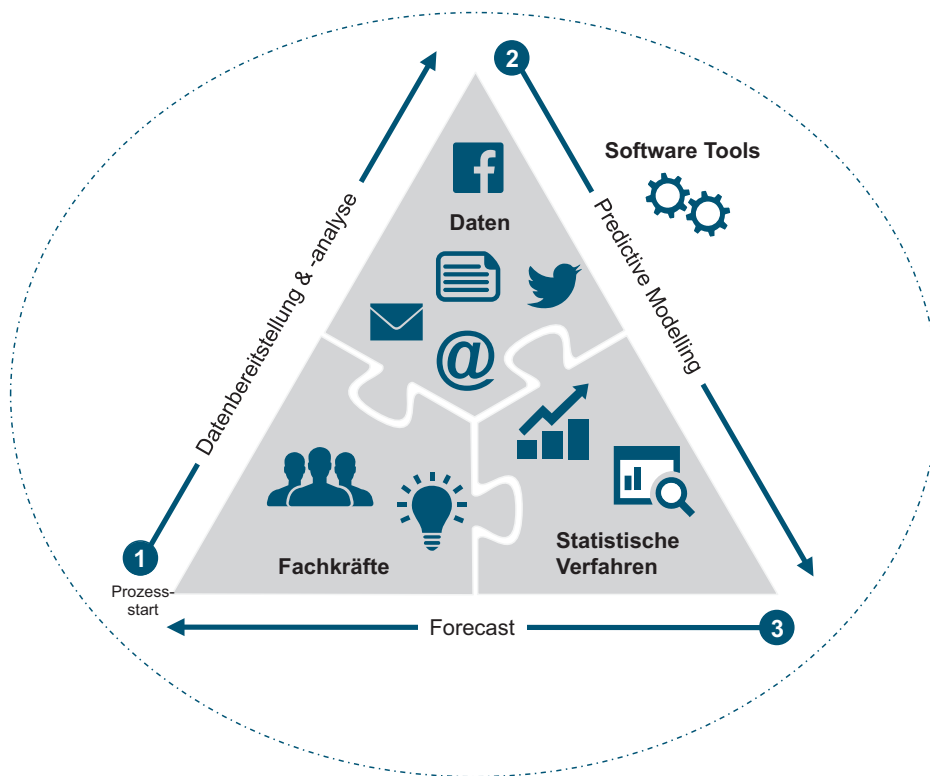 2
Software Tools
Daten
Datenbereitstellung & -analyse
Predictive Modelling
@
1
Prozess-
start
Fachkräfte
Statistische
Verfahren
Forecast
3